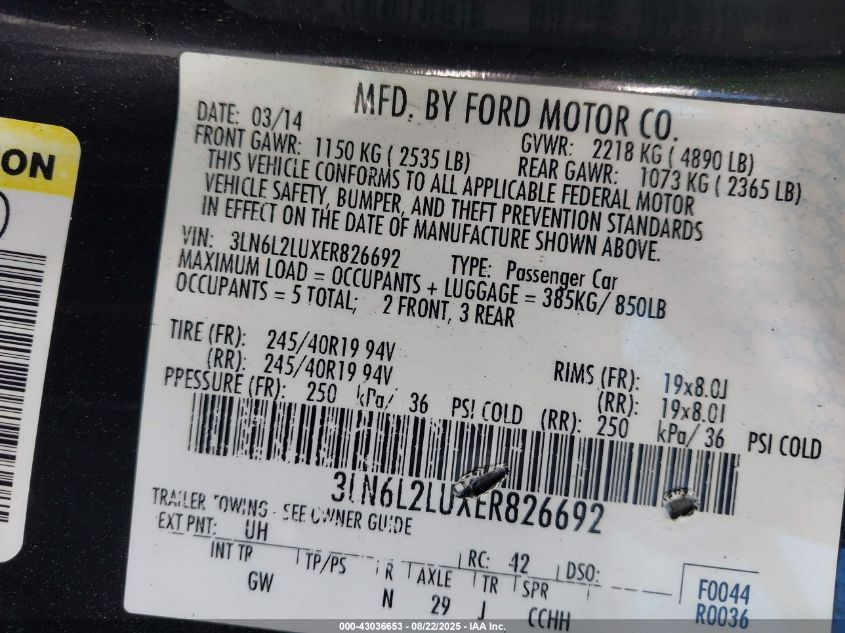 ON
MFD. BY FORD MOTOR CO.
DATE: 03/14 GVWR: 2218 KG ( 4890 LB)
FRONT GAWR: 1150 KG ( 2535 LB) REAR GAWR: 1073 KG ( 2365 LB)
THIS VEHICLE CONFORMS TO ALL APPLICABLE FEDERAL MOTOR
VEHICLE SAFETY, BUMPER, AND THEFT PREVENTION STANDARDS
IN EFFECT ON THE DATE OF MANUFACTURE SHOWN ABOVE.
VIN: 3LN6L2LUXER826692 TYPE: Passenger Car
MAXIMUM LOAD = OCCUPANTS + LUGGAGE = 385KG/ 850LB
OCCUPANTS = 5 TOTAL; 2 FRONT, 3 REAR
TIRE (FR): 245/40R19 94V RIMS (FR): 19x8.0J
(RR): 245/40R19 94V (RR): 19x8.0J
PPESSURE (FR): 250 kPa/ 36 PSI COLD (RR): 250 kPa/ 36 PSI COLD
3LN6L2LUXER826692
TRAILER TOWING - SEE OWNER GUIDE
EXT PNT: UH RC: 42 DSO:
INT TP TP/PS R AXLE TR SPR F0044
GW N 29 J CCHH R0036
000-43036653 - 08/22/2025 - IAA Inc.